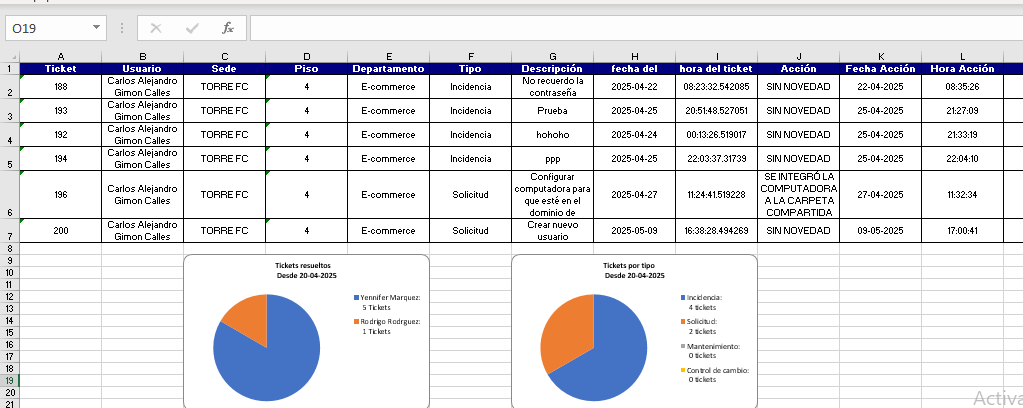 O19
fx
A B C D E F G H I J K L
1 Ticket Usuario Sede Piso Departamento Tipo Descripción fecha del hora del ticket Acción Fecha Acción Hora Acción
2 188 Carlos Alejandro Gimon Calles TORRE FC 4 E-commerce Incidencia No recuerdo la contraseña 2025-04-22 08:23:32.542085 SIN NOVEDAD 22-04-2025 08:35:26
3 193 Carlos Alejandro Gimon Calles TORRE FC 4 E-commerce Incidencia Prueba 2025-04-25 20:51:48.527051 SIN NOVEDAD 25-04-2025 21:27:09
4 192 Carlos Alejandro Gimon Calles TORRE FC 4 E-commerce Incidencia hohoho 2025-04-24 00:13:26.519017 SIN NOVEDAD 25-04-2025 21:33:19
5 194 Carlos Alejandro Gimon Calles TORRE FC 4 E-commerce Incidencia ppp 2025-04-25 22:03:37.31739 SIN NOVEDAD 25-04-2025 22:04:10
6 196 Carlos Alejandro Gimon Calles TORRE FC 4 E-commerce Solicitud Configurar computadora para que esté en el dominio de 2025-04-27 11:24:41.519228 SE INTEGRÓ LA COMPUTADORA A LA CARPETA COMPARTIDA 27-04-2025 11:32:34
7 200 Carlos Alejandro Gimon Calles TORRE FC 4 E-commerce Solicitud Crear nuevo usuario 2025-05-09 16:38:28.494269 SIN NOVEDAD 09-05-2025 17:00:41
8
9
10
11
12
13
14
15
16
17
18
19
20
21
Tickets resueltos
Desde 20-04-2025
Yennifer Marquez:
5 Tickets
Rodrigo Rodrguez:
1 Tickets
Tickets por tipo
Desde 20-04-2025
Incidencia:
4 tickets
Solicitud:
2 tickets
Mantenimiento:
0 tickets
Control de cambio:
0 tickets